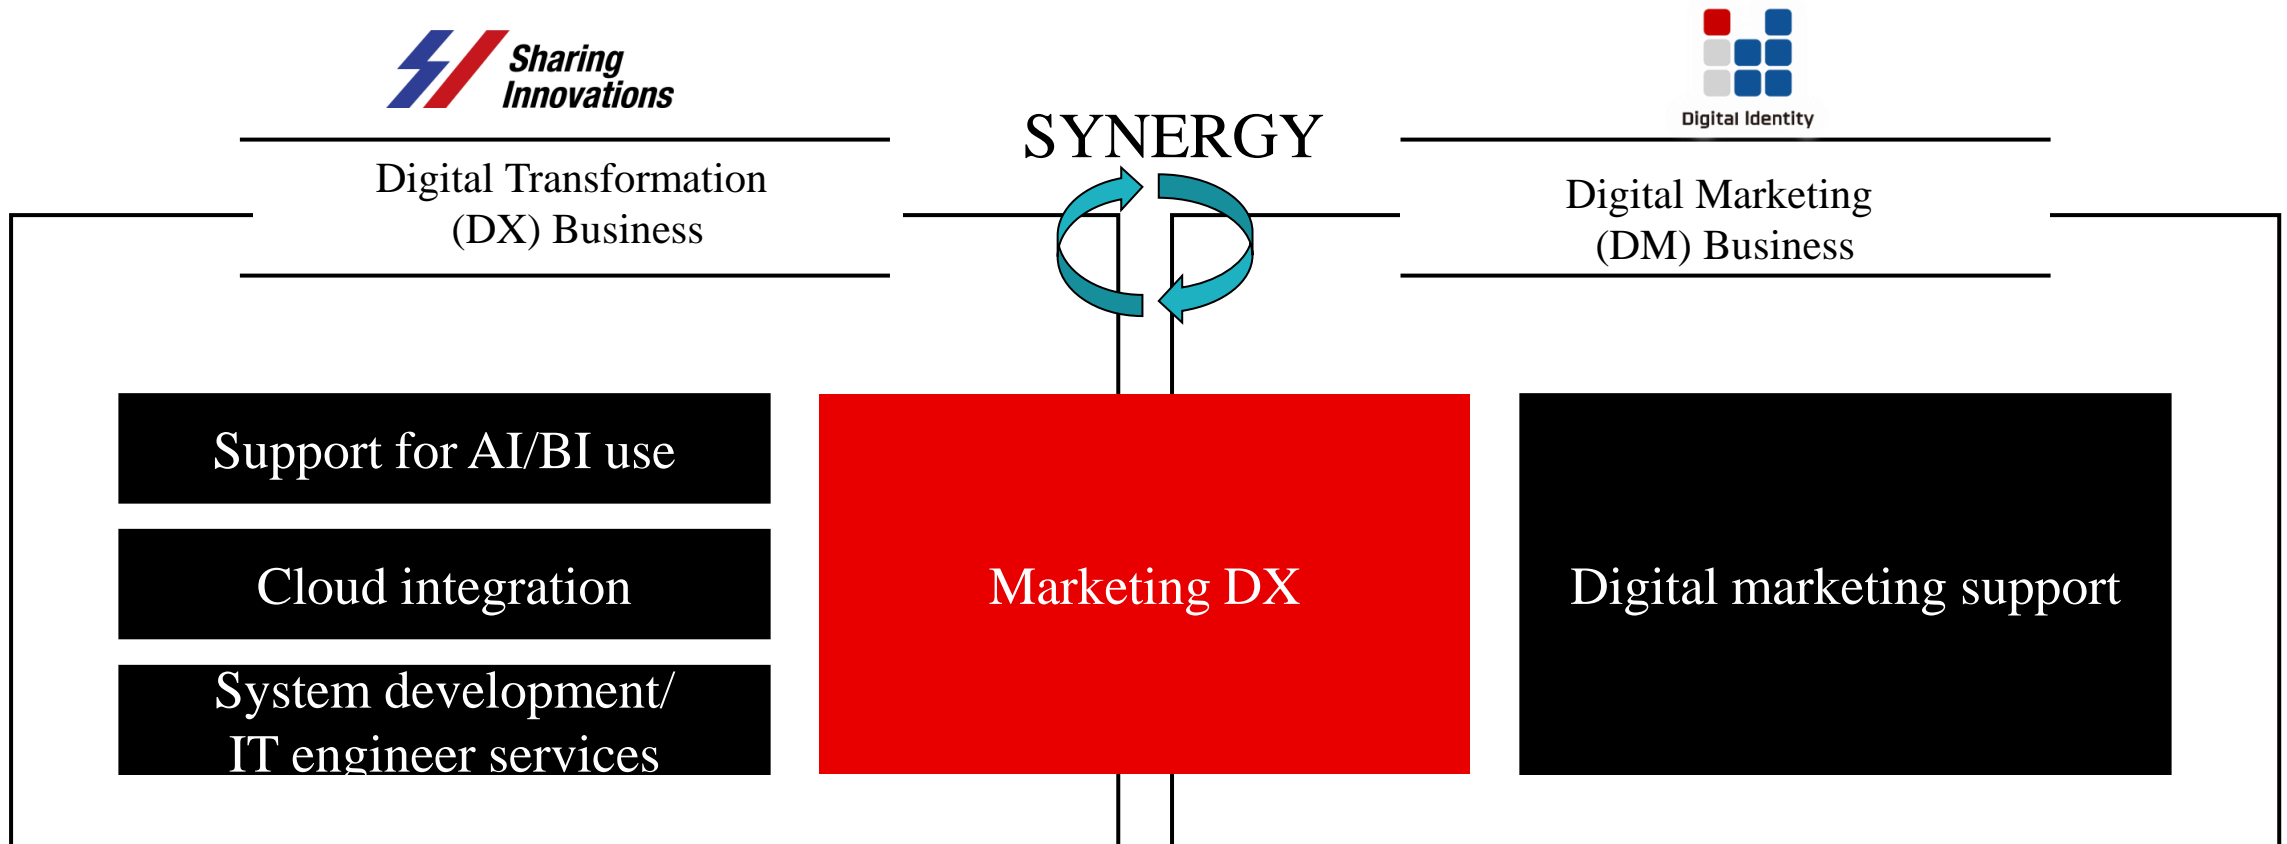 Sharing
Innovations
Digital Identity
SYNERGY
Digital Transformation
(DX) Business
Digital Marketing
(DM) Business
Support for AI/BI use
Cloud integration
System development/
IT engineer services
Marketing DX
Digital marketing support